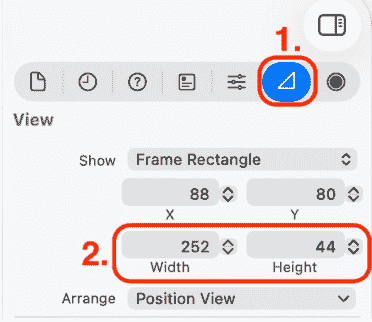 1.
View
Show Frame Rectangle
88 80
X Y
2. 252 44
Width Height
Arrange Position View